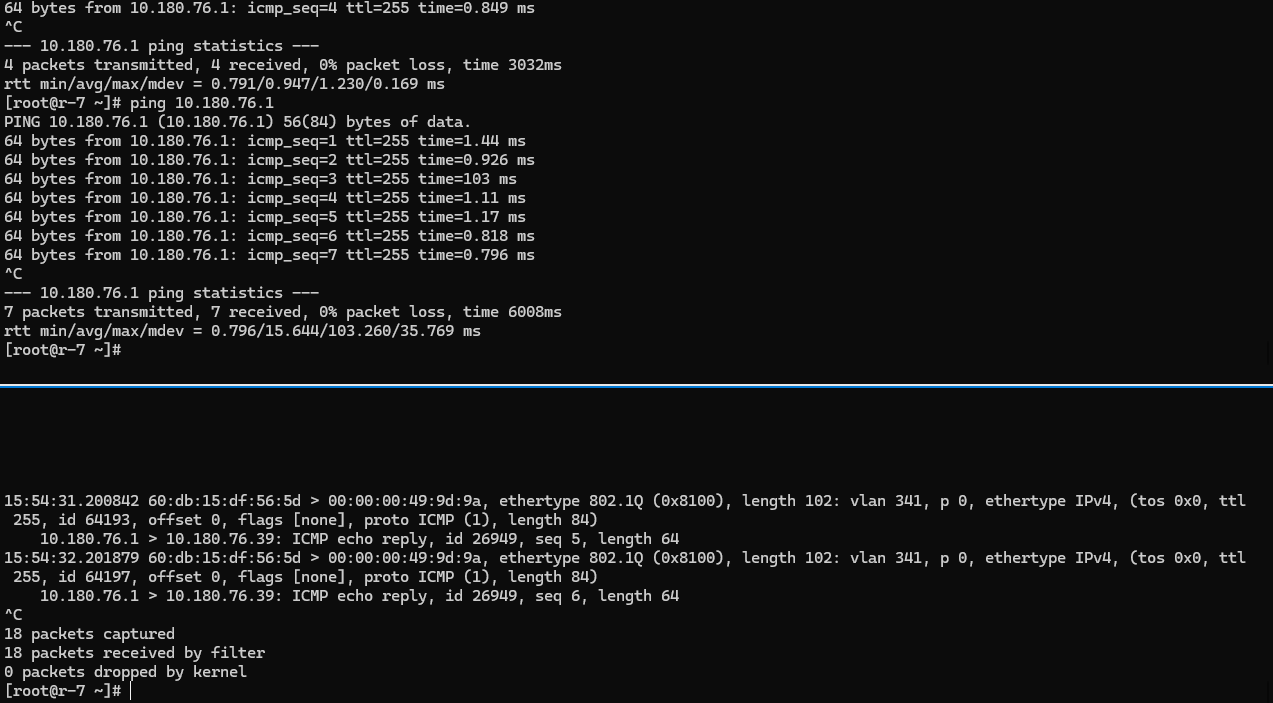 64 bytes from 10.180.76.1: icmp_seq=4 ttl=255 time=0.849 ms
^C
--- 10.180.76.1 ping statistics ---
4 packets transmitted, 4 received, 0% packet loss, time 3032ms
rtt min/avg/max/mdev = 0.791/0.947/1.230/0.169 ms
[root@r-7 ~]# ping 10.180.76.1
PING 10.180.76.1 (10.180.76.1) 56(84) bytes of data.
64 bytes from 10.180.76.1: icmp_seq=1 ttl=255 time=1.44 ms
64 bytes from 10.180.76.1: icmp_seq=2 ttl=255 time=0.926 ms
64 bytes from 10.180.76.1: icmp_seq=3 ttl=255 time=103 ms
64 bytes from 10.180.76.1: icmp_seq=4 ttl=255 time=1.11 ms
64 bytes from 10.180.76.1: icmp_seq=5 ttl=255 time=1.17 ms
64 bytes from 10.180.76.1: icmp_seq=6 ttl=255 time=0.818 ms
64 bytes from 10.180.76.1: icmp_seq=7 ttl=255 time=0.796 ms
^C
--- 10.180.76.1 ping statistics ---
7 packets transmitted, 7 received, 0% packet loss, time 6008ms
rtt min/avg/max/mdev = 0.796/15.644/103.260/35.769 ms
[root@r-7 ~]#
15:54:31.200842 60:db:15:df:56:5d > 00:00:00:49:9d:9a, ethertype 802.1Q (0x8100), length 102: vlan 341, p 0, ethertype IPv4, (tos 0x0, ttl
 255, id 64193, offset 0, flags [none], proto ICMP (1), length 84)
    10.180.76.1 > 10.180.76.39: ICMP echo reply, id 26949, seq 5, length 64
15:54:32.201879 60:db:15:df:56:5d > 00:00:00:49:9d:9a, ethertype 802.1Q (0x8100), length 102: vlan 341, p 0, ethertype IPv4, (tos 0x0, ttl
 255, id 64197, offset 0, flags [none], proto ICMP (1), length 84)
    10.180.76.1 > 10.180.76.39: ICMP echo reply, id 26949, seq 6, length 64
^C
18 packets captured
18 packets received by filter
0 packets dropped by kernel
[root@r-7 ~]#